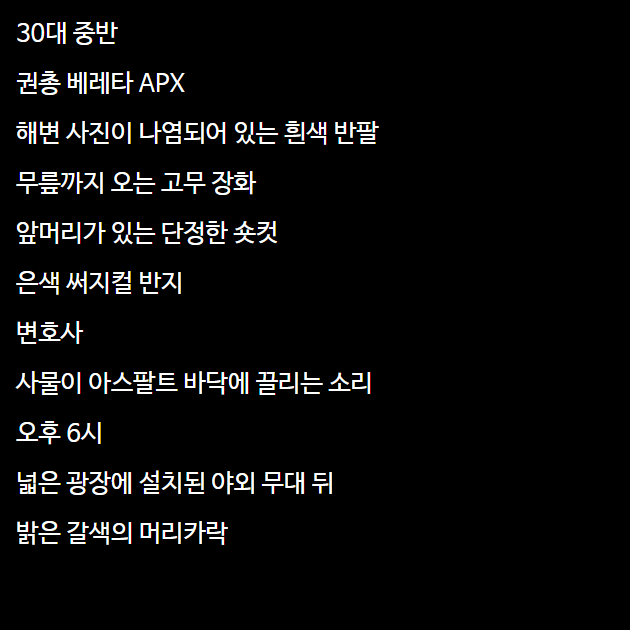 30대 중반
권총 베레타 APX
해변 사진이 나염되어 있는 흰색 반팔
무릎까지 오는 고무 장화
앞머리가 있는 단정한 숏컷
은색 써지컬 반지
변호사
사물이 아스팔트 바닥에 끌리는 소리
오후 6시
넓은 광장에 설치된 야외 무대 뒤
밝은 갈색의 머리카락